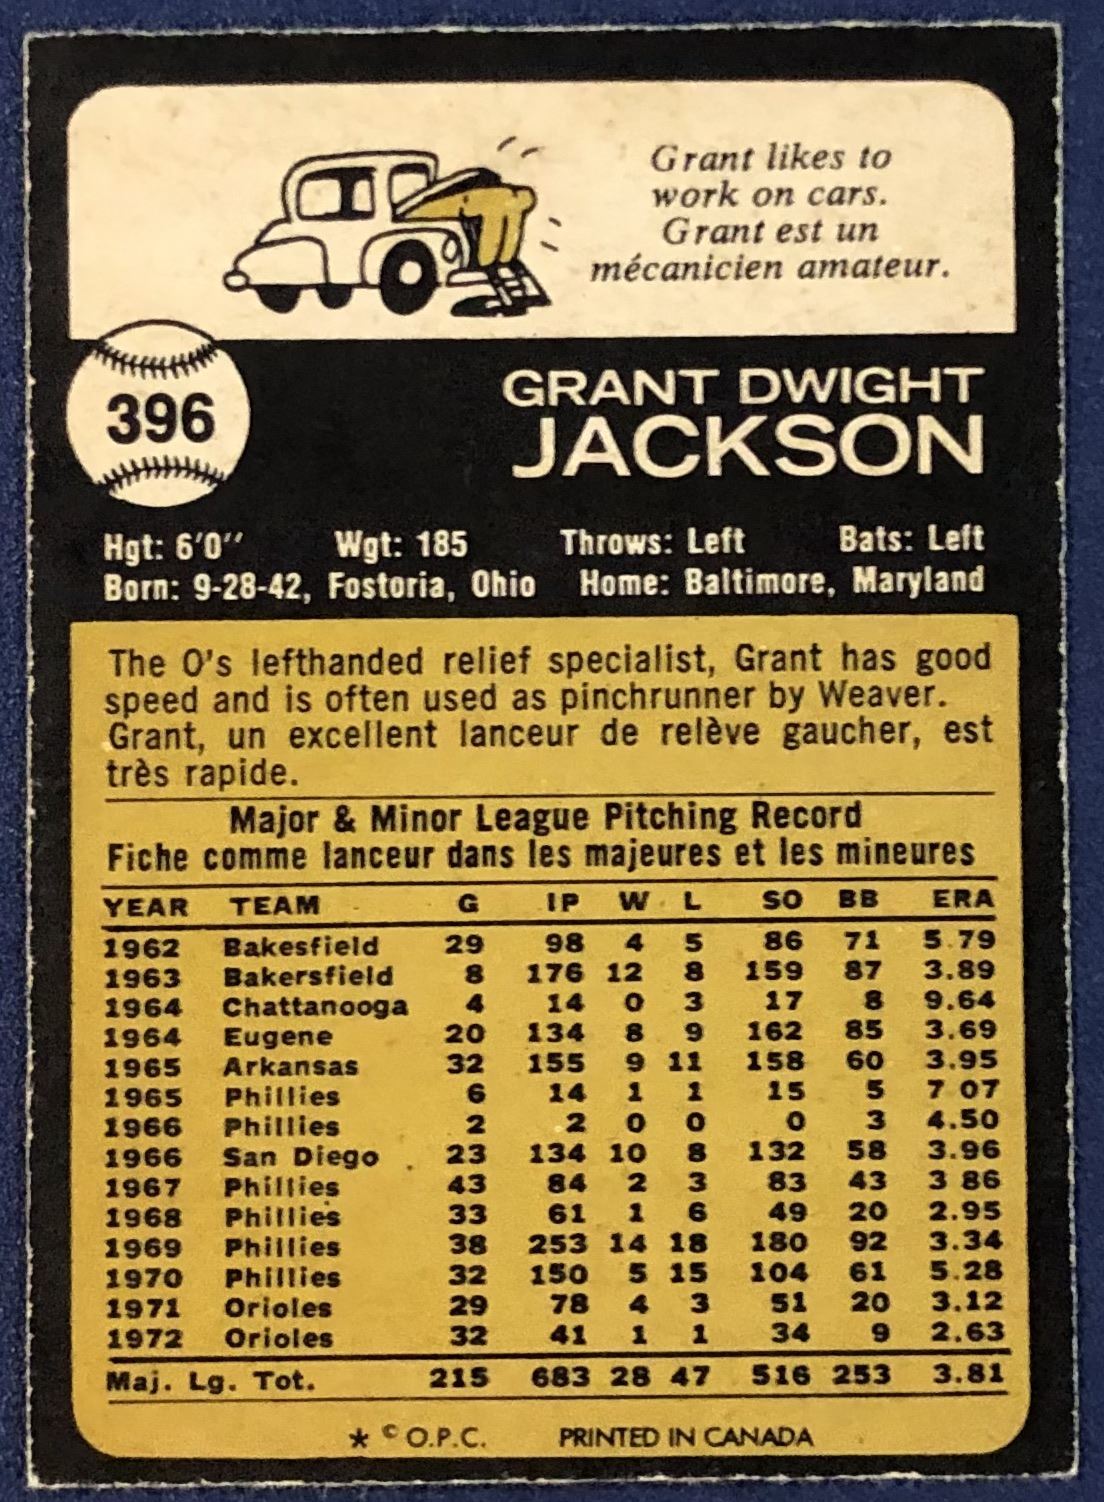 Grant likes to
work on cars.
Grant est un
mécanicien amateur.
396
GRANT DWIGHT
JACKSON
Hgt: 6'0" Wgt: 185 Throws: Left Bats: Left
Born: 9-28-42, Fostoria, Ohio Home: Baltimore, Maryland
The O's lefthanded relief specialist, Grant has good
speed and is often used as pinchrunner by Weaver.
Grant, un excellent lanceur de relève gaucher, est
très rapide.
Major & Minor League Pitching Record
Fiche comme lanceur dans les majeures et les mineures
YEAR TEAM G IP W L SO BB ERA
1962 Bakesfield 29 98 4 5 86 71 5.79
1963 Bakersfield 8 176 12 8 159 87 3.89
1964 Chattanooga 4 14 0 3 17 8 9.64
1964 Eugene 20 134 8 9 162 85 3.69
1965 Arkansas 32 155 9 11 158 60 3.95
1965 Phillies 6 14 1 1 15 5 7 07
1966 Phillies 2 2 0 0 0 3 4.50
1966 San Diego 23 134 10 8 132 58 3.96
1967 Phillies 43 84 2 3 83 43 3 86
1968 Phillies 33 61 1 6 49 20 2.95
1969 Phillies 38 253 14 18 180 92 3.34
1970 Phillies 32 150 5 15 104 61 5.28
1971 Orioles 29 78 4 3 51 20 3.12
1972 Orioles 32 41 1 1 34 9 2.63
Maj. Lg. Tot. 215 683 28 47 516 253 3.81
* © O.P.C. PRINTED IN CANADA